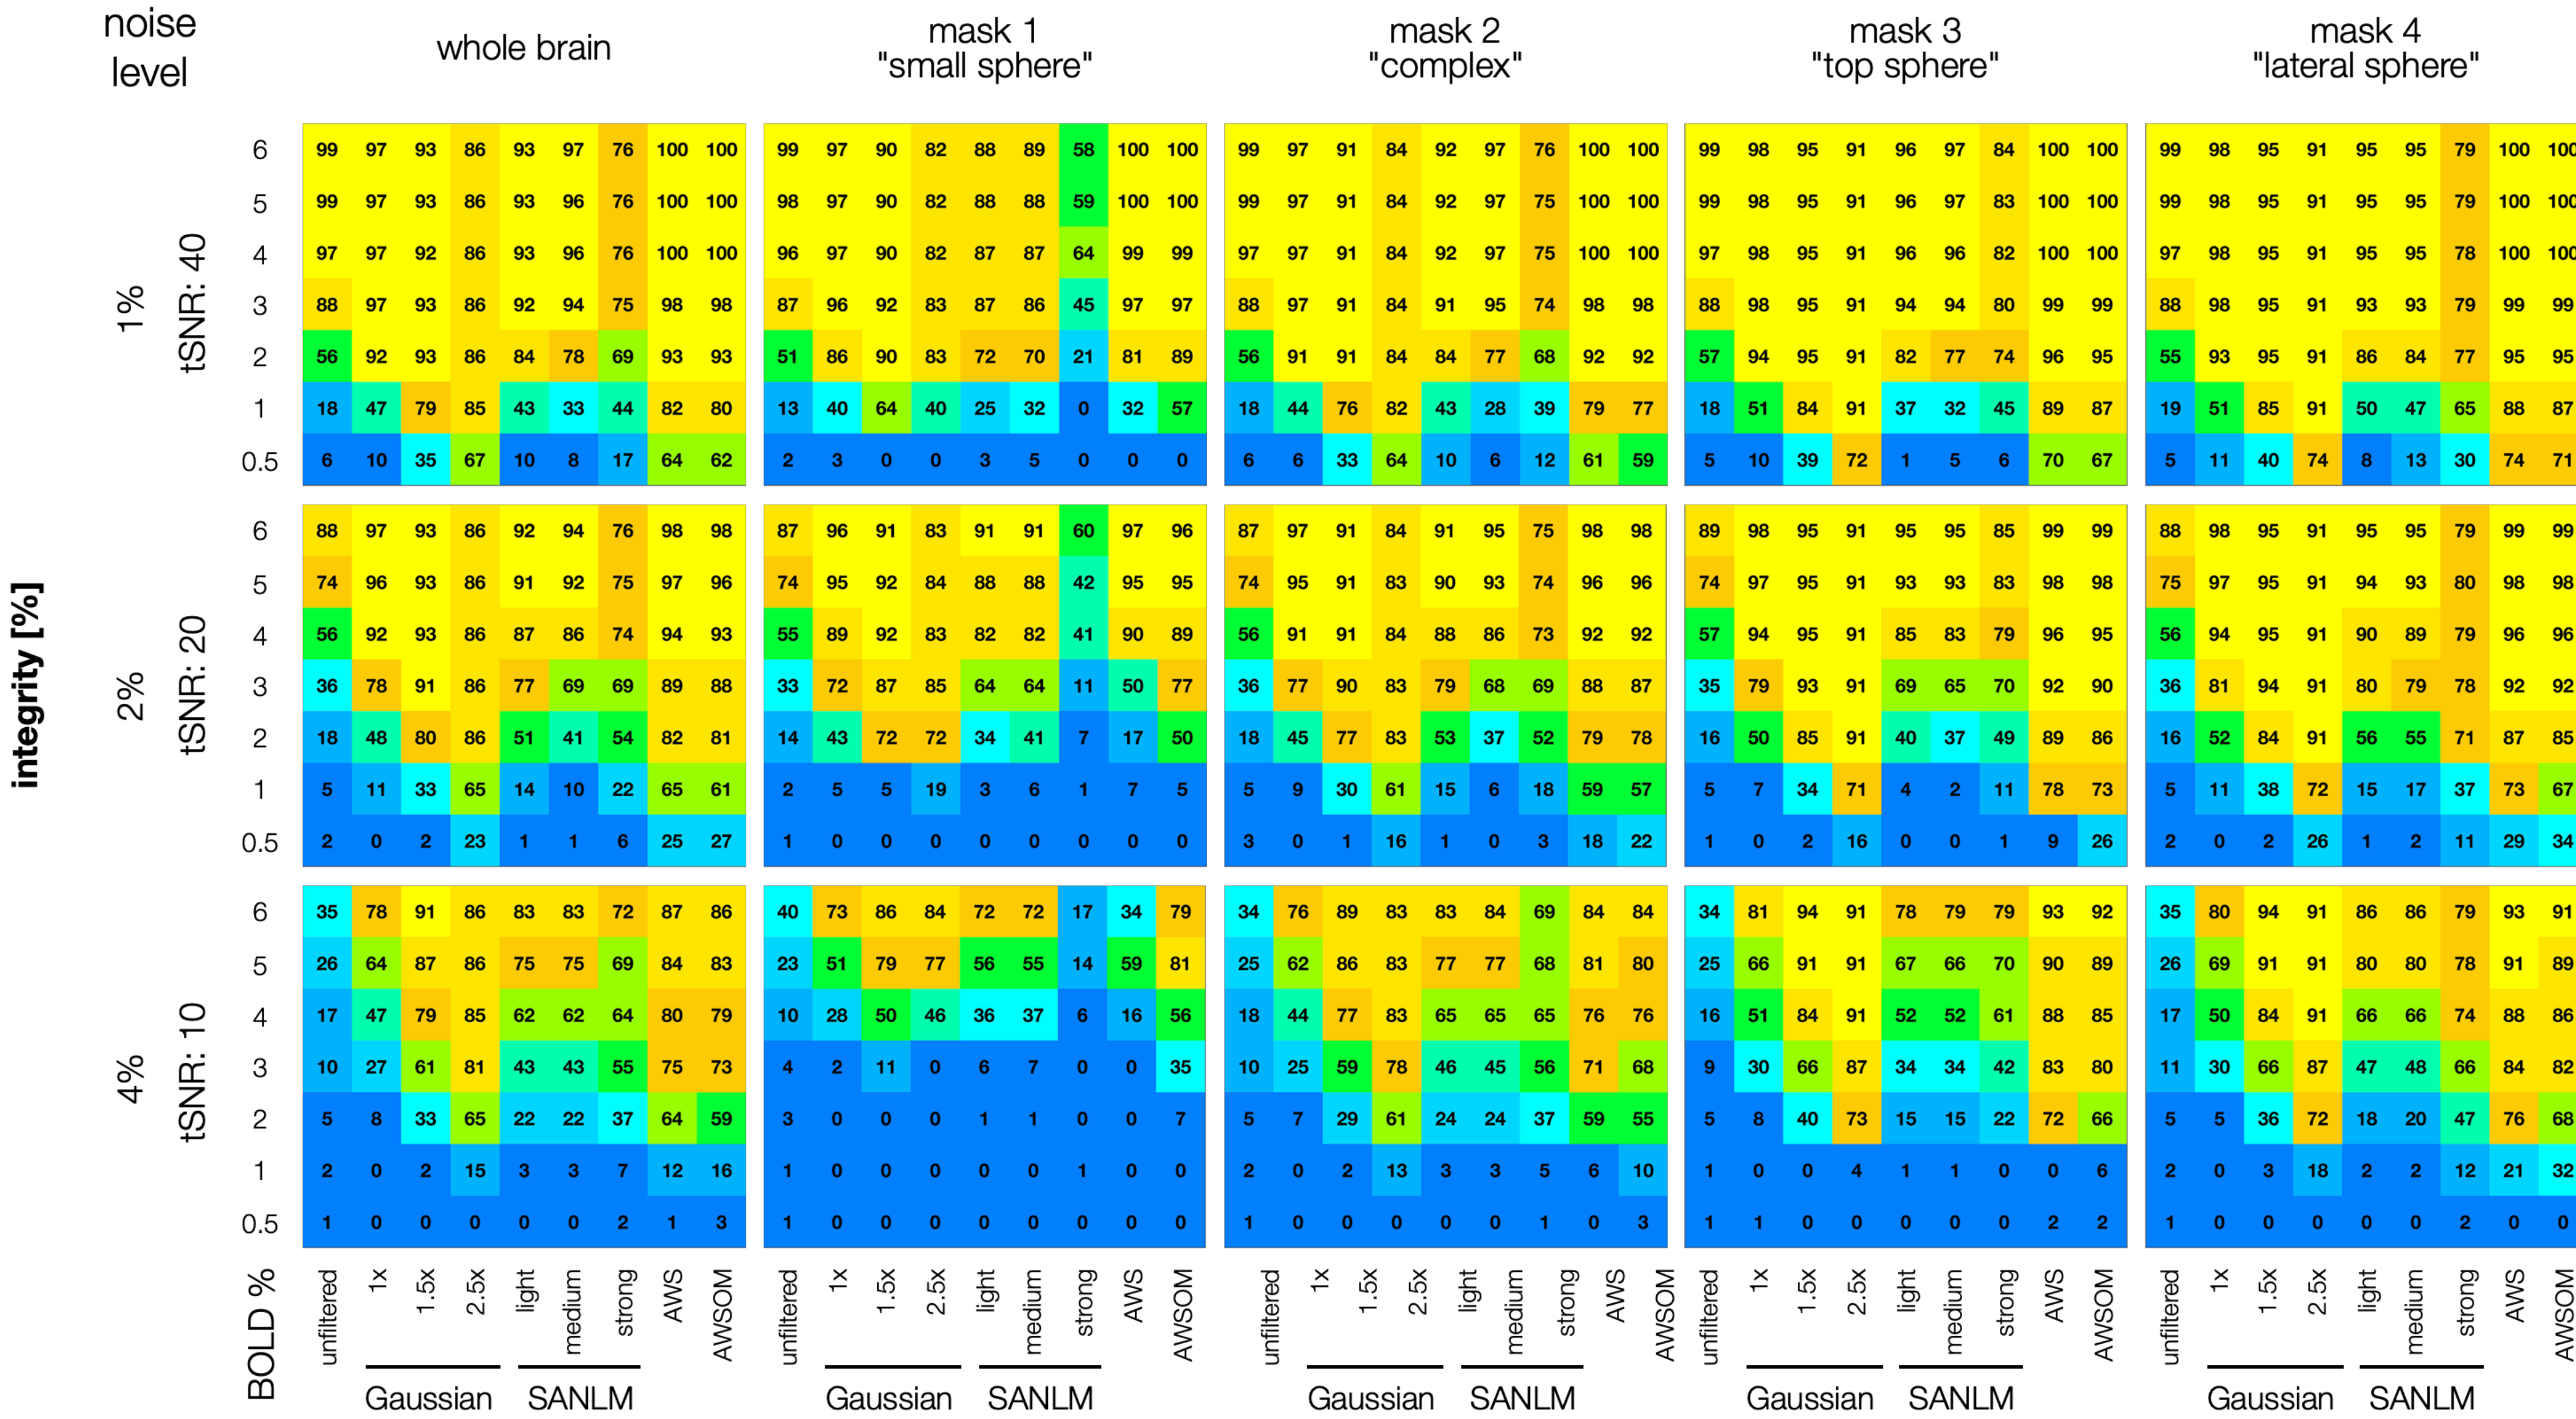 noise
level
whole brain
mask 1
"small sphere"
mask 2
"complex"
mask 3
"top sphere"
mask 4
"lateral sphere"
integrity [%]
1%
tSNR: 40
6 99 97 93 86 93 97 76 100 100 99 97 90 82 88 89 58 100 100 99 97 91 84 92 97 76 100 100 99 98 95 91 96 97 84 100 100 99 98 95 91 95 95 79 100 100
5 99 97 93 86 93 96 76 100 100 98 97 90 82 88 88 59 100 100 99 97 91 84 92 97 75 100 100 99 98 95 91 96 97 83 100 100 99 98 95 91 95 95 79 100 100
4 97 97 92 86 93 96 76 100 100 96 97 90 82 87 87 64 99 99 97 97 91 84 92 97 75 100 100 97 98 95 91 96 96 82 100 100 97 98 95 91 95 95 78 100 100
3 88 97 93 86 92 94 75 98 98 87 96 92 83 87 86 45 97 97 88 97 91 84 91 95 74 98 98 88 98 95 91 94 94 80 99 99 88 98 95 91 93 93 79 99 99
2 56 92 93 86 84 78 69 93 93 51 86 90 83 72 70 21 81 89 56 91 91 84 84 77 68 92 92 57 94 95 91 82 77 74 96 95 55 93 95 91 86 84 77 95 95
1 18 47 79 85 43 33 44 82 80 13 40 64 40 25 32 0 32 57 18 44 76 82 43 28 39 79 77 18 51 84 91 37 32 45 89 87 19 51 85 91 50 47 65 88 87
0.5 6 10 35 67 10 8 17 64 62 2 3 0 0 3 5 0 0 0 6 6 33 64 10 6 12 61 59 5 10 39 72 1 5 6 70 67 5 11 40 74 8 13 30 74 71
2%
tSNR: 20
6 88 97 93 86 92 94 76 98 98 87 96 91 83 91 91 60 97 96 87 97 91 84 91 95 75 98 98 89 98 95 91 95 95 85 99 99 88 98 95 91 95 95 79 99 99
5 74 96 93 86 91 92 75 97 96 74 95 92 84 88 88 42 95 95 74 95 91 83 90 93 74 96 96 74 97 95 91 93 93 83 98 98 75 97 95 91 94 93 80 98 98
4 56 92 93 86 87 86 74 94 93 55 89 92 83 82 82 41 90 89 56 91 91 84 88 86 73 92 92 57 94 95 91 85 83 79 96 95 56 94 95 91 90 89 79 96 96
3 36 78 91 86 77 69 69 89 88 33 72 87 85 64 64 11 50 77 36 77 90 83 79 68 69 88 87 35 79 93 91 69 65 70 92 90 36 81 94 91 80 79 78 92 92
2 18 48 80 86 51 41 54 82 81 14 43 72 72 34 41 7 17 50 18 45 77 83 53 37 52 79 78 16 50 85 91 40 37 49 89 86 16 52 84 91 56 55 71 87 85
1 5 11 33 65 14 10 22 65 61 2 5 5 19 3 6 1 7 5 5 9 30 61 15 6 18 59 57 5 7 34 71 4 2 11 78 73 5 11 38 72 15 17 37 73 67
0.5 2 0 2 23 1 1 6 25 27 1 0 0 0 0 0 0 0 0 3 0 1 16 1 0 3 18 22 1 0 2 16 0 0 1 9 26 2 0 2 26 1 2 11 29 34
4%
tSNR: 10
6 35 78 91 86 83 83 72 87 86 40 73 86 84 72 72 17 34 79 34 76 89 83 83 84 69 84 84 34 81 94 91 78 79 79 93 92 35 80 94 91 86 86 79 93 91
5 26 64 87 86 75 75 69 84 83 23 51 79 77 56 55 14 59 81 25 62 86 83 77 77 68 81 80 25 66 91 91 67 66 70 90 89 26 69 91 91 80 80 78 91 89
4 17 47 79 85 62 62 64 80 79 10 28 50 46 36 37 6 16 56 18 44 77 83 65 65 65 76 76 16 51 84 91 52 52 61 88 85 17 50 84 91 66 66 74 88 86
3 10 27 61 81 43 43 55 75 73 4 2 11 0 6 7 0 0 35 10 25 59 78 46 45 56 71 68 9 30 66 87 34 34 42 83 80 11 30 66 87 47 48 66 84 82
2 5 8 33 65 22 22 37 64 59 3 0 0 0 1 1 0 0 7 5 7 29 61 24 24 37 59 55 5 8 40 73 15 15 22 72 66 5 5 36 72 18 20 47 76 68
1 2 0 2 15 3 3 7 12 16 1 0 0 0 0 0 1 0 0 2 0 2 13 3 3 5 6 10 1 0 0 4 1 1 0 0 6 2 0 3 18 2 2 12 21 32
0.5 1 0 0 0 0 0 2 1 3 1 0 0 0 0 0 0 0 0 1 0 0 0 0 0 1 0 3 1 1 0 0 0 0 0 2 2 1 0 0 0 0 0 2 0 0
BOLD %
unfiltered 1x 1.5x 2.5x light medium strong AWS AWSOM unfiltered 1x 1.5x 2.5x light medium strong AWS AWSOM unfiltered 1x 1.5x 2.5x light medium strong AWS AWSOM unfiltered 1x 1.5x 2.5x light medium strong AWS AWSOM unfiltered 1x 1.5x 2.5x light medium strong AWS AWSOM
Gaussian SANLM Gaussian SANLM Gaussian SANLM Gaussian SANLM Gaussian SANLM